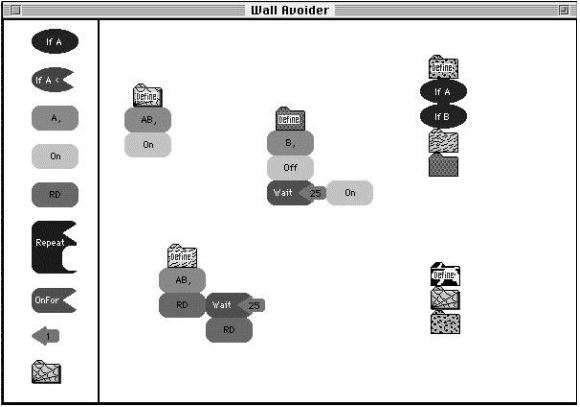 Wall Avoider
If A
If A <
A,
On
RD
Repeat
OnFor
1
Define
AB,
On
Define
B,
Off
Wait 25 On
Define
AB,
RD Wait 25
RD
Define
If A
If B
Define